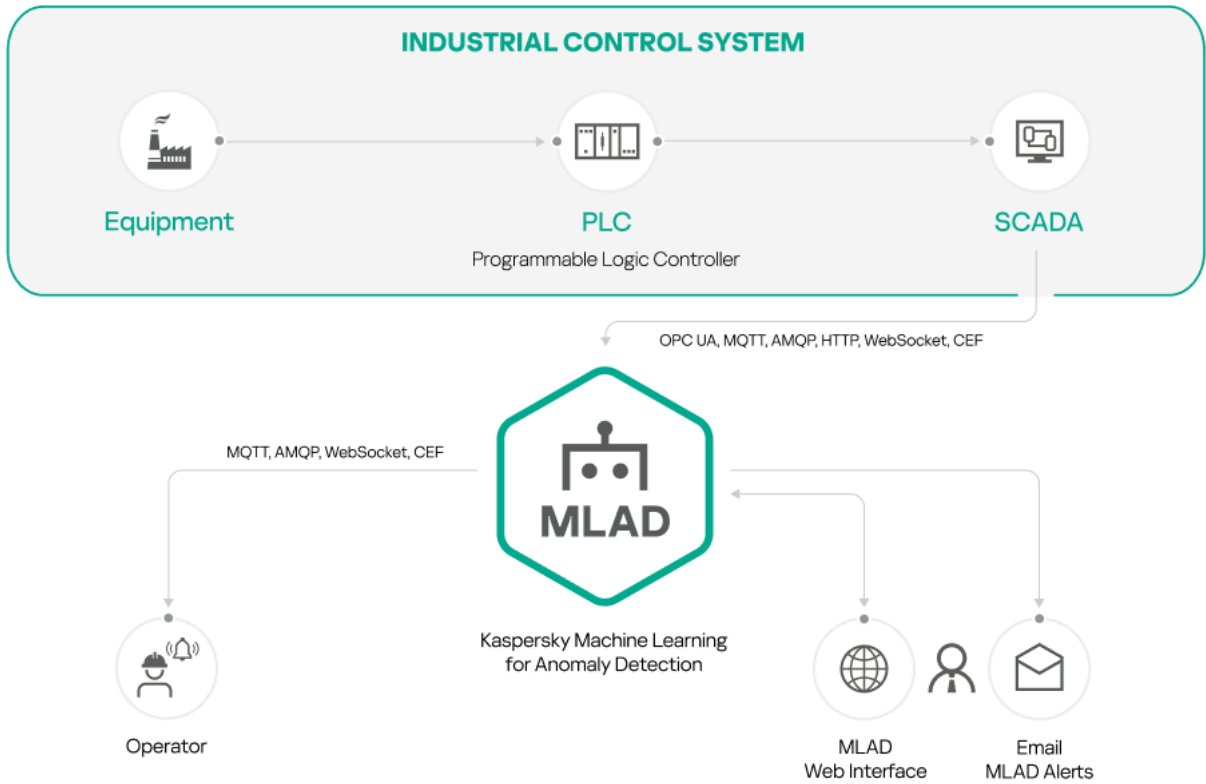 INDUSTRIAL CONTROL SYSTEM
Equipment
PLC
SCADA
Programmable Logic Controller
OPC UA, MQTT, AMQP, HTTP, WebSocket, CEF
MQTT, AMQP, WebSocket, CEF
MLAD
Kaspersky Machine Learning
for Anomaly Detection
Operator
MLAD
Web Interface
Email
MLAD Alerts